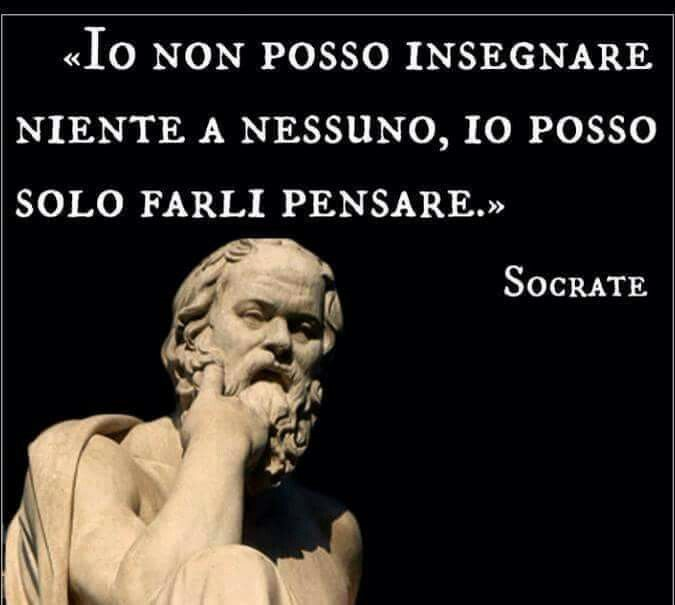 «Io non posso insegnare
niente a nessuno, io posso
solo farli pensare.»
Socrate